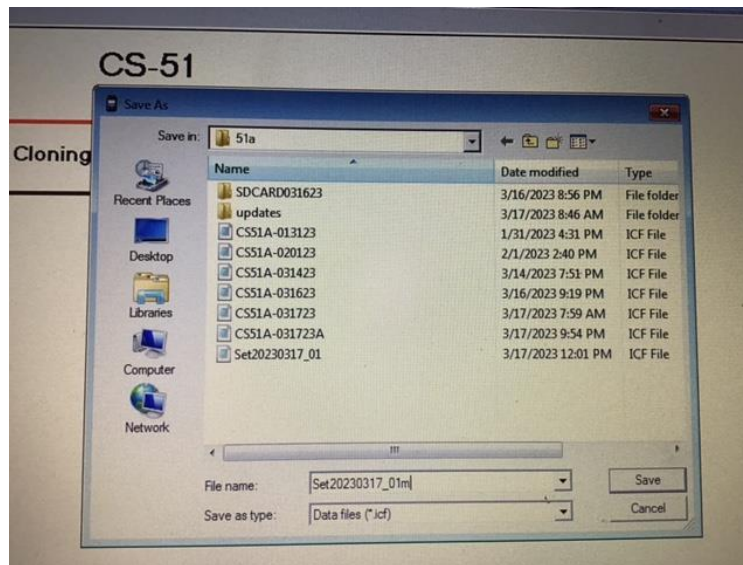 CS-51
Save As
Cloning
Save in: 51a
Name Date modified Type
SDCARD031623 3/16/2023 8:56 PM File folder
updates 3/17/2023 8:46 AM File folder
CS51A-013123 1/31/2023 4:31 PM ICF File
CS51A-020123 2/1/2023 2:40 PM ICF File
CS51A-031423 3/14/2023 7:51 PM ICF File
CS51A-031623 3/16/2023 9:19 PM ICF File
CS51A-031723 3/17/2023 7:59 AM ICF File
CS51A-031723A 3/17/2023 9:54 PM ICF File
Set20230317_01 3/17/2023 12:01 PM ICF File
Recent Places
Desktop
Libraries
Computer
Network
File name: Set20230317_01m Save
Save as type: Data files (*.icf) Cancel